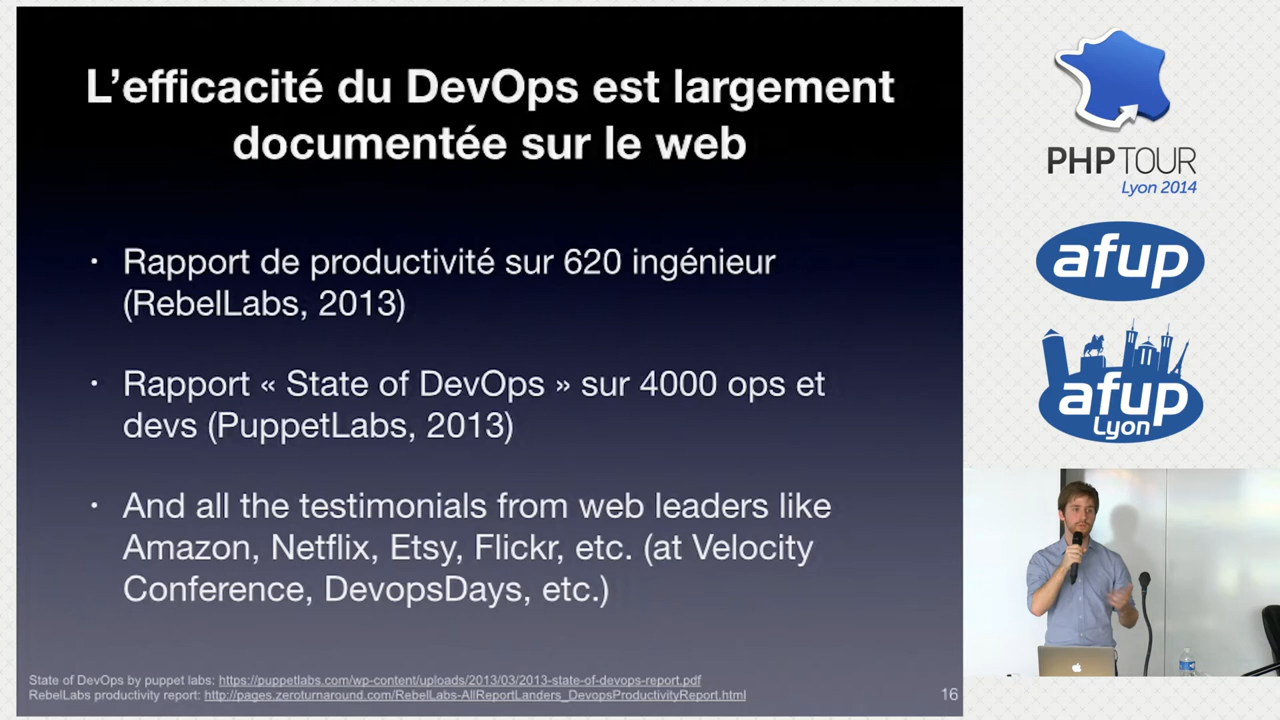 L'efficacité du DevOps est largement
documentée sur le web
• Rapport de productivité sur 620 ingénieur
(RebelLabs, 2013)
• Rapport « State of DevOps » sur 4000 ops et
devs (PuppetLabs, 2013)
• And all the testimonials from web leaders like
Amazon, Netflix, Etsy, Flickr, etc. (at Velocity
Conference, DevopsDays, etc.)
State of DevOps by puppet labs: https://puppetlabs.com/wp-content/uploads/2013/03/2013-state-of-devops-report.pdf
RebelLabs productivity report: http://pages.zeroturnaround.com/RebelLabs-AllReportLanders_DevopsProductivityReport.html
16
PHP TOUR
Lyon 2014
afup
afup
Lyon